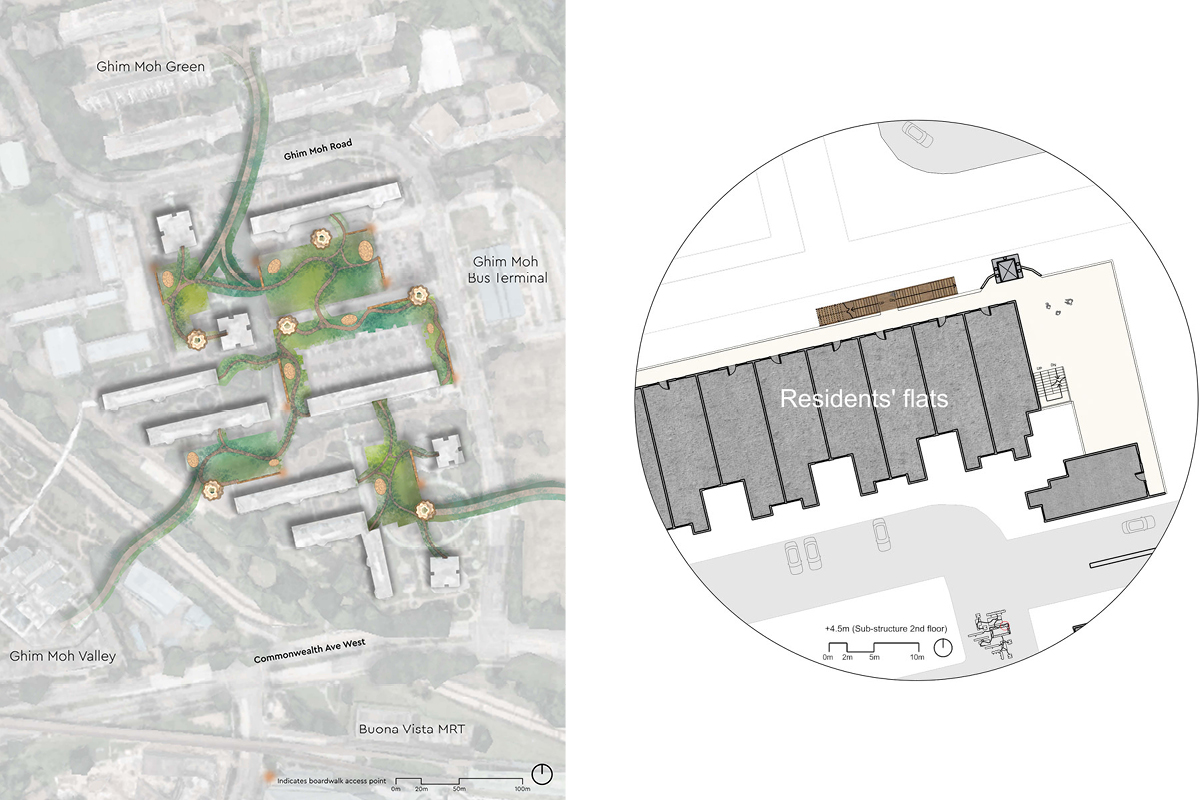 Ghim Moh Green
Ghim Moh Road
Ghim Moh
Bus Terminal
Ghim Moh Valley
Commonwealth Ave West
Buona Vista MRT
Indicates boardwalk access point
0m 20m 50m 100m
Residents' flats
+4.5m (Sub-structure 2nd floor)
0m 2m 5m 10m